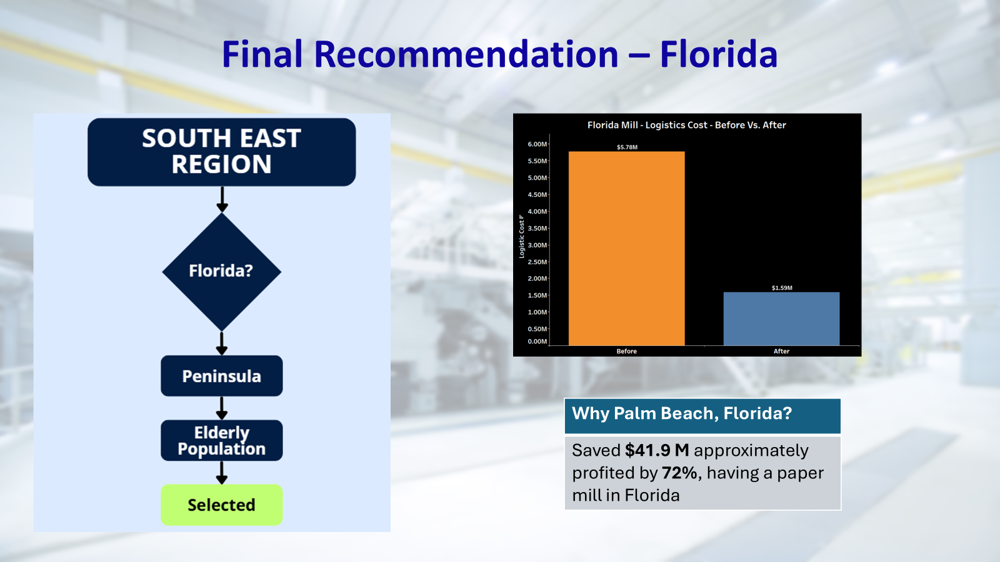 Final Recommendation – Florida
SOUTH EAST
REGION
Florida?
Peninsula
Elderly
Population
Selected
Florida Mill - Logistics Cost - Before Vs. After
Logistic Cost
6.00M
5.50M
5.00M
4.50M
4.00M
3.50M
3.00M
2.50M
2.00M
1.50M
1.00M
0.50M
0.00M
$5.78M
$1.59M
Before
After
Why Palm Beach, Florida?
Saved $41.9 M approximately
profited by 72%, having a paper
mill in Florida